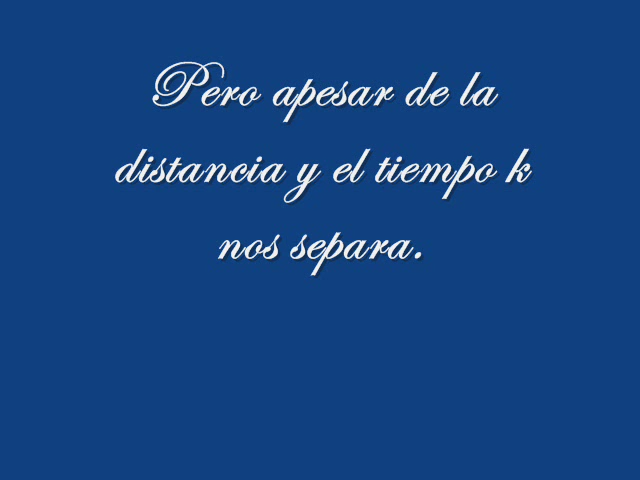 Pero apesar de la
distancia y el tiempo k
nos separa.